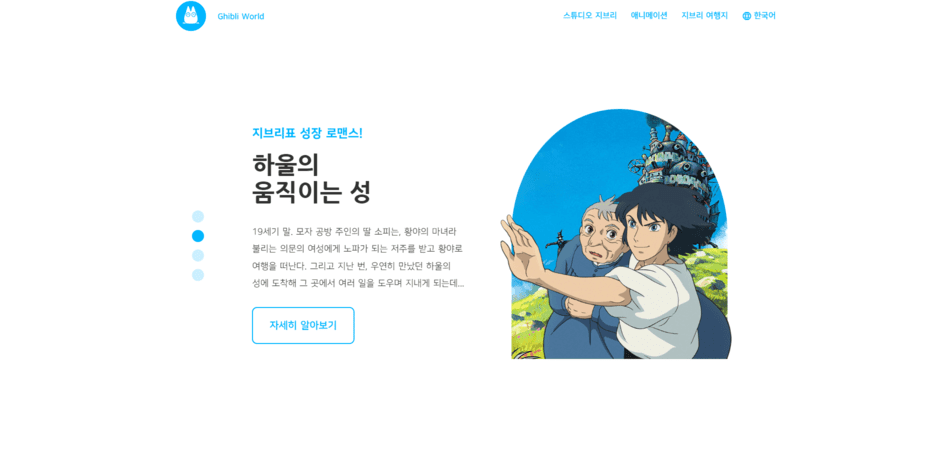 Ghibli World
스튜디오 지브리
애니메이션
지브리 여행지
한국어
지브리표 성장 로맨스!
하울의
움직이는 성
19세기 말. 모자 공방 주인의 딸 소피는, 황야의 마녀라
불리는 의문의 여성에게 노파가 되는 저주를 받고 황야로
여행을 떠난다. 그리고 지난 번, 우연히 만났던 하울의
성에 도착해 그 곳에서 여러 일을 도우며 지내게 되는데...
자세히 알아보기